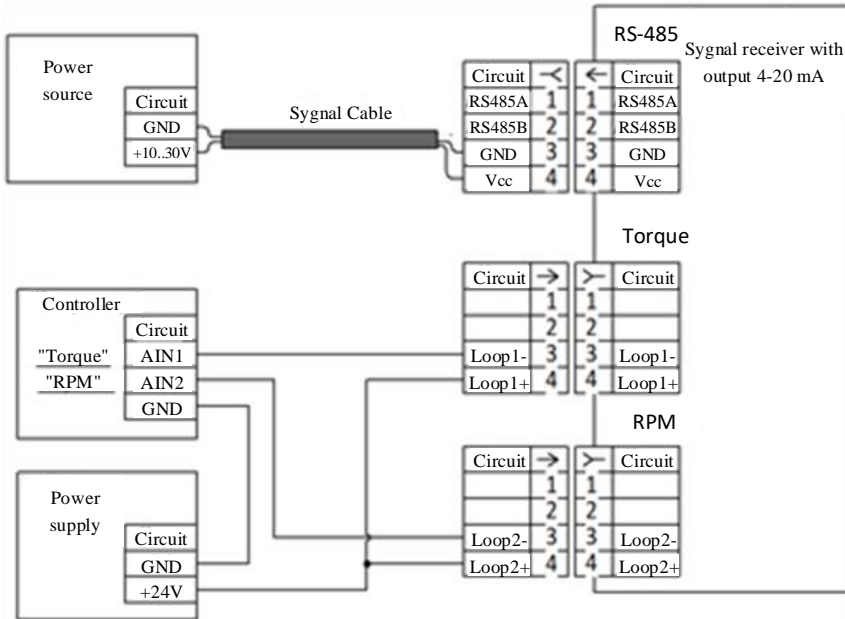 RS-485
Sygnal receiver with
output 4-20 mA
Power
source
Circuit
GND
+10..30V
Sygnal Cable
Circuit
RS485A 1
RS485B 2
GND 3
Vcc 4
Circuit
1 RS485A
2 RS485B
3 GND
4 Vcc
Torque
Controller
Circuit
"Torque" AIN1
"RPM" AIN2
GND
Circuit
1
2
Loop1- 3
Loop1+ 4
Circuit
1
2
3 Loop1-
4 Loop1+
RPM
Power
supply
Circuit
GND
+24V
Circuit
1
2
Loop2- 3
Loop2+ 4
Circuit
1
2
3 Loop2-
4 Loop2+